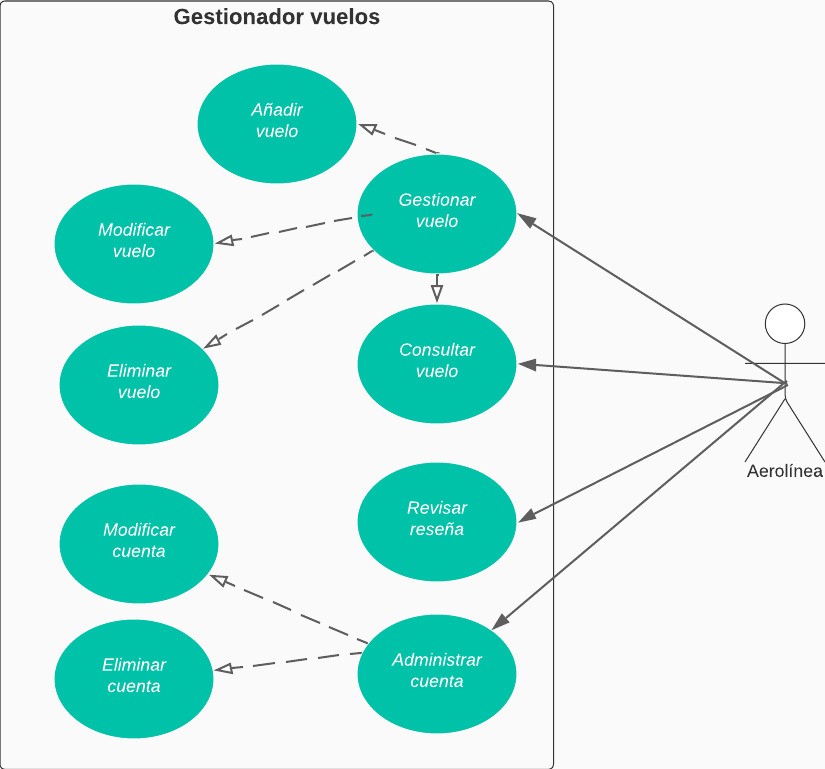 Gestionador vuelos
Añadir
vuelo
Gestionar
vuelo
Modificar
vuelo
Consultar
vuelo
Eliminar
vuelo
Aerolínea
Revisar
reseña
Modificar
cuenta
Administrar
cuenta
Eliminar
cuenta